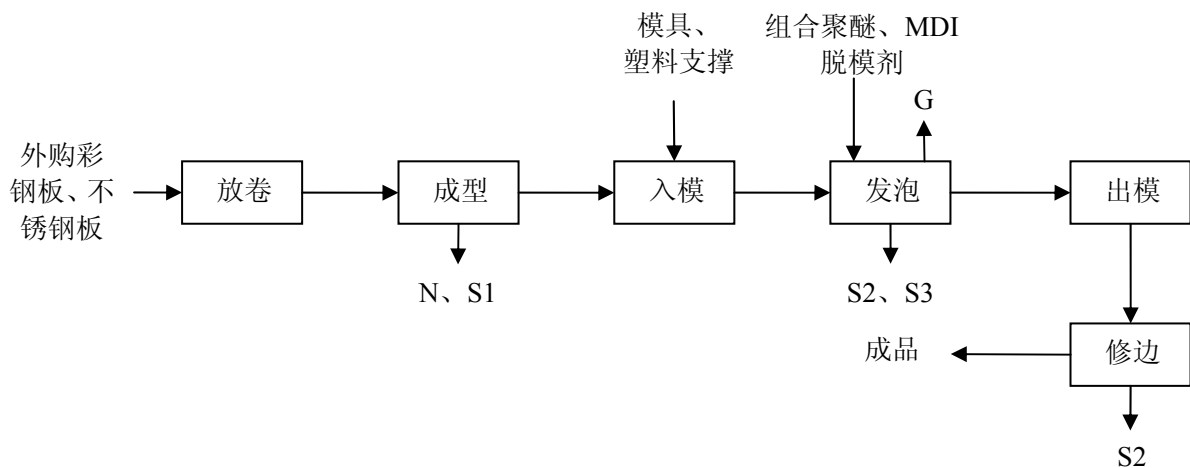 模具、
塑料支撑
组合聚醚、MDI
脱模剂
G
外购彩
钢板、不
锈钢板
放卷
成型
入模
发泡
出模
N、S1
S2、S3
成品
修边
S2